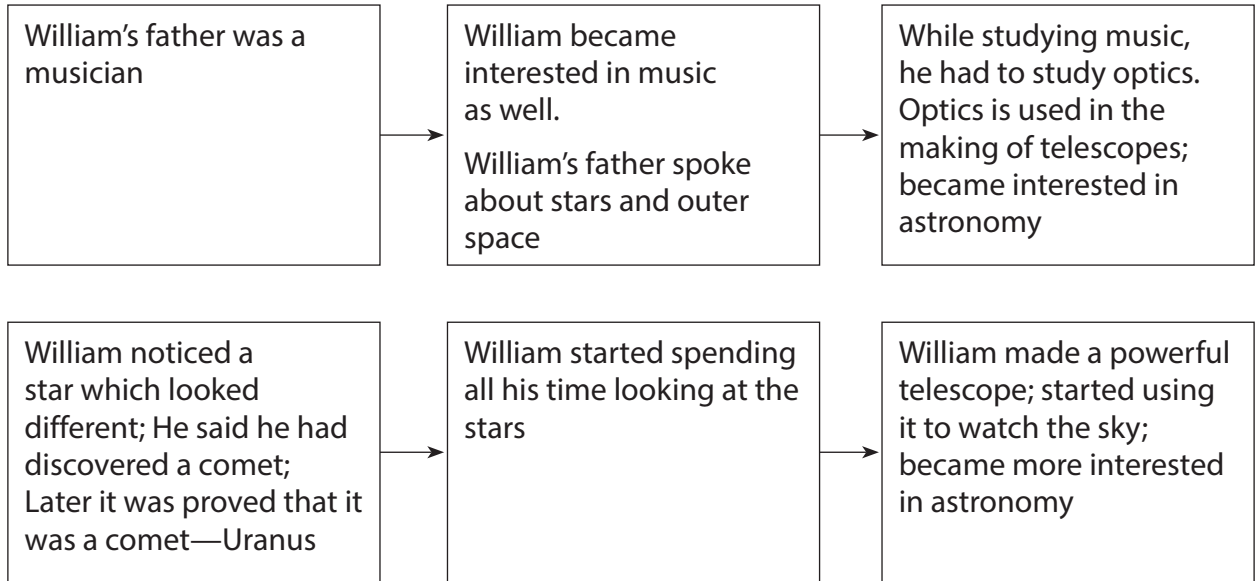 William’s father was a
musician
William became
interested in music
as well.
William’s father spoke
about stars and outer
space
While studying music,
he had to study optics.
Optics is used in the
making of telescopes;
became interested in
astronomy
William noticed a
star which looked
different; He said he had
discovered a comet;
Later it was proved that it
was a comet—Uranus
William started spending
all his time looking at the
stars
William made a powerful
telescope; started using
it to watch the sky;
became more interested
in astronomy